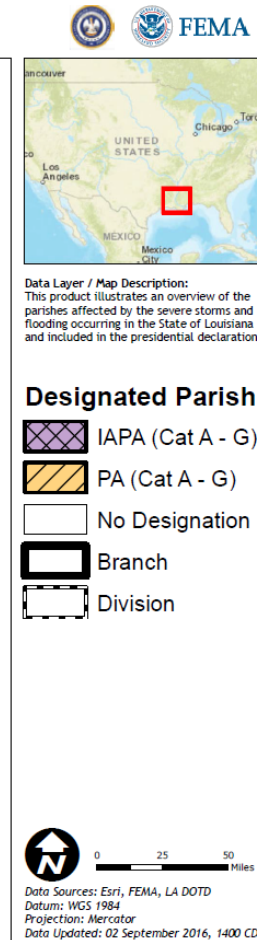 FEMA
ncouver
UNITED
STATES
Chicago
Toro
Los
Angeles
MÉXICO
Mexico
City
Data Layer / Map Description:
This product illustrates an overview of the
parishes affected by the severe storms and
flooding occurring in the State of Louisiana
and included in the presidential declaration
Designated Parish
IAPA (Cat A - G)
PA (Cat A - G)
No Designation
Branch
Division
N
0 25 50
Miles
Data Sources: Esri, FEMA, LA DOTD
Datum: WGS 1984
Projection: Mercator
Data Updated: 02 September 2016, 1400 CD